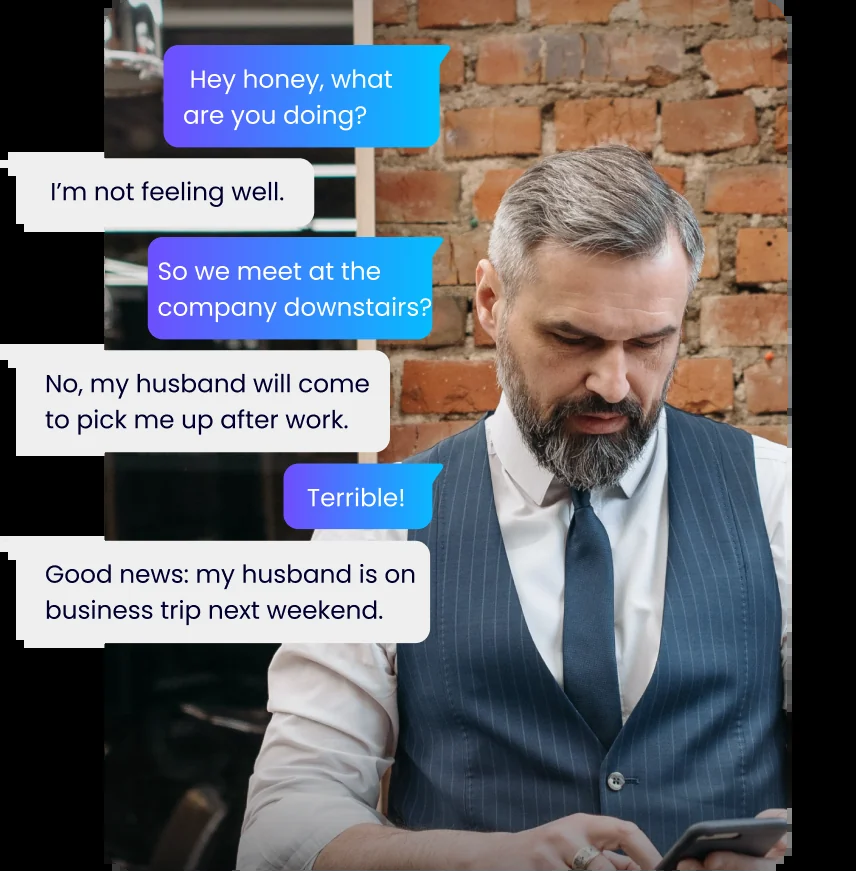 Hey honey, what
are you doing?
I’m not feeling well.
So we meet at the
company downstairs?
No, my husband will come
to pick me up after work.
Terrible!
Good news: my husband is on
business trip next weekend.